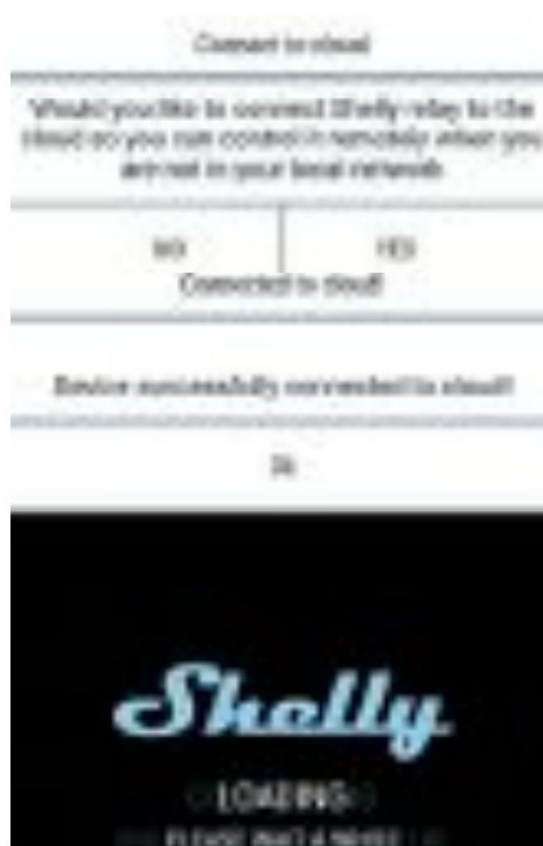 Connect to cloud
Would you like to connect Shelly relay to the
cloud so you can control it remotely when you
are not in your local network
NO YES
Connected to cloud!
Device successfully connected to cloud!
Shelly
LOADING
PLEASE WAIT A